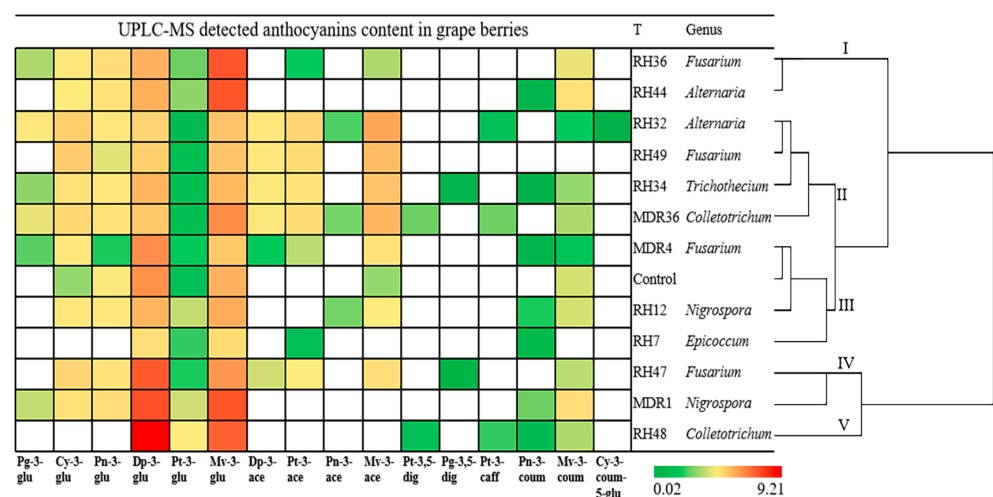 UPLC-MS detected anthocyanins content in grape berries T Genus
I
RH36 Fusarium
RH44 Alternaria
RH32 Alternaria
RH49 Fusarium
RH34 Trichothecium
II
MDR36 Colletotrichum
MDR4 Fusarium
Control
III
RH12 Nigrospora
RH7 Epicoccum
IV
RH47 Fusarium
MDR1 Nigrospora
V
RH48 Colletotrichum
Pg-3- Cy-3- Pn-3- Dp-3- Pt-3- Mv-3- Dp-3- Pt-3- Pn-3- Mv-3- Pt-3,5- Pg-3,5- Pt-3- Pn-3- Mv-3- Cy-3-
glu glu glu glu glu glu ace ace ace ace dig dig caff coum coum coum-
5-glu
0.02 9.21